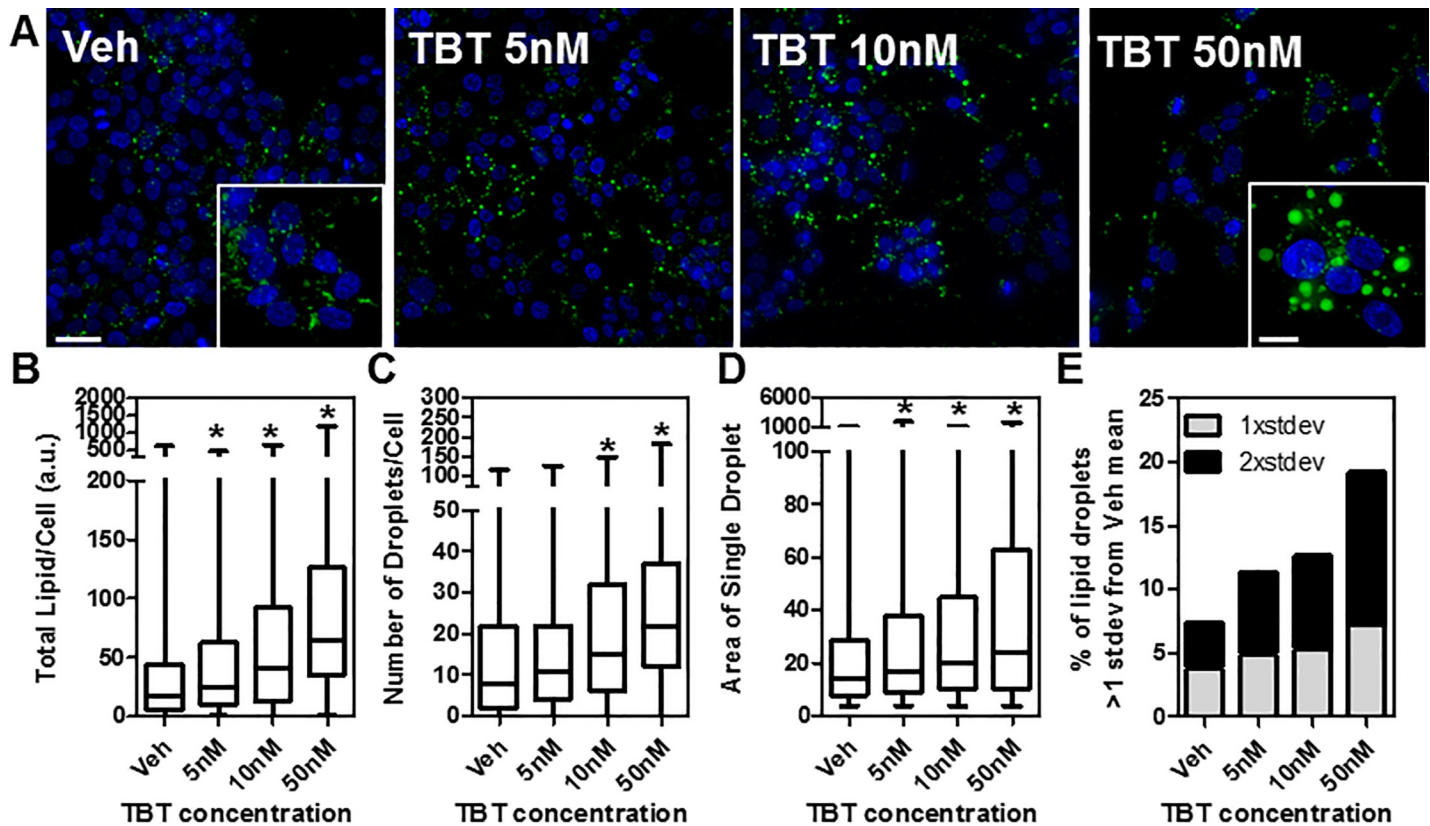 A
Veh
TBT 5nM
TBT 10nM
TBT 50nM
B
Total Lipid/Cell (a.u.)
2000
1500
1000
500
200
150
100
50
0
*
*
*
Veh
5nM
10nM
50nM
TBT concentration
C
Number of Droplets/Cell
300
250
200
150
100
50
40
30
20
10
0
*
*
Veh
5nM
10nM
50nM
TBT concentration
D
Area of Single Droplet
6000
1000
100
80
60
40
20
0
*
*
*
Veh
5nM
10nM
50nM
TBT concentration
E
% of lipid droplets
>1 stdev from Veh mean
25
20
15
10
5
0
1xstdev
2xstdev
Veh
5nM
10nM
50nM
TBT concentration